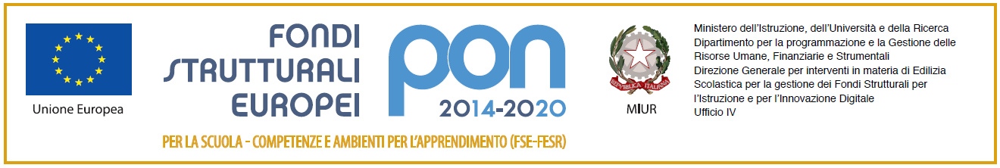 Unione Europea
FONDI
STRUTTURALI
EUROPEI
pon
2014-2020
PER LA SCUOLA - COMPETENZE E AMBIENTI PER L'APPRENDIMENTO (FSE-FESR)
REPVBBLICA ITALIANA
MIUR
Ministero dell'Istruzione, dell'Università e della Ricerca
Dipartimento per la programmazione e la Gestione delle
Risorse Umane, Finanziarie e Strumentali
Direzione Generale per interventi in materia di Edilizia
Scolastica per la gestione dei Fondi Strutturali per
l'Istruzione e per l'Innovazione Digitale
Ufficio IV